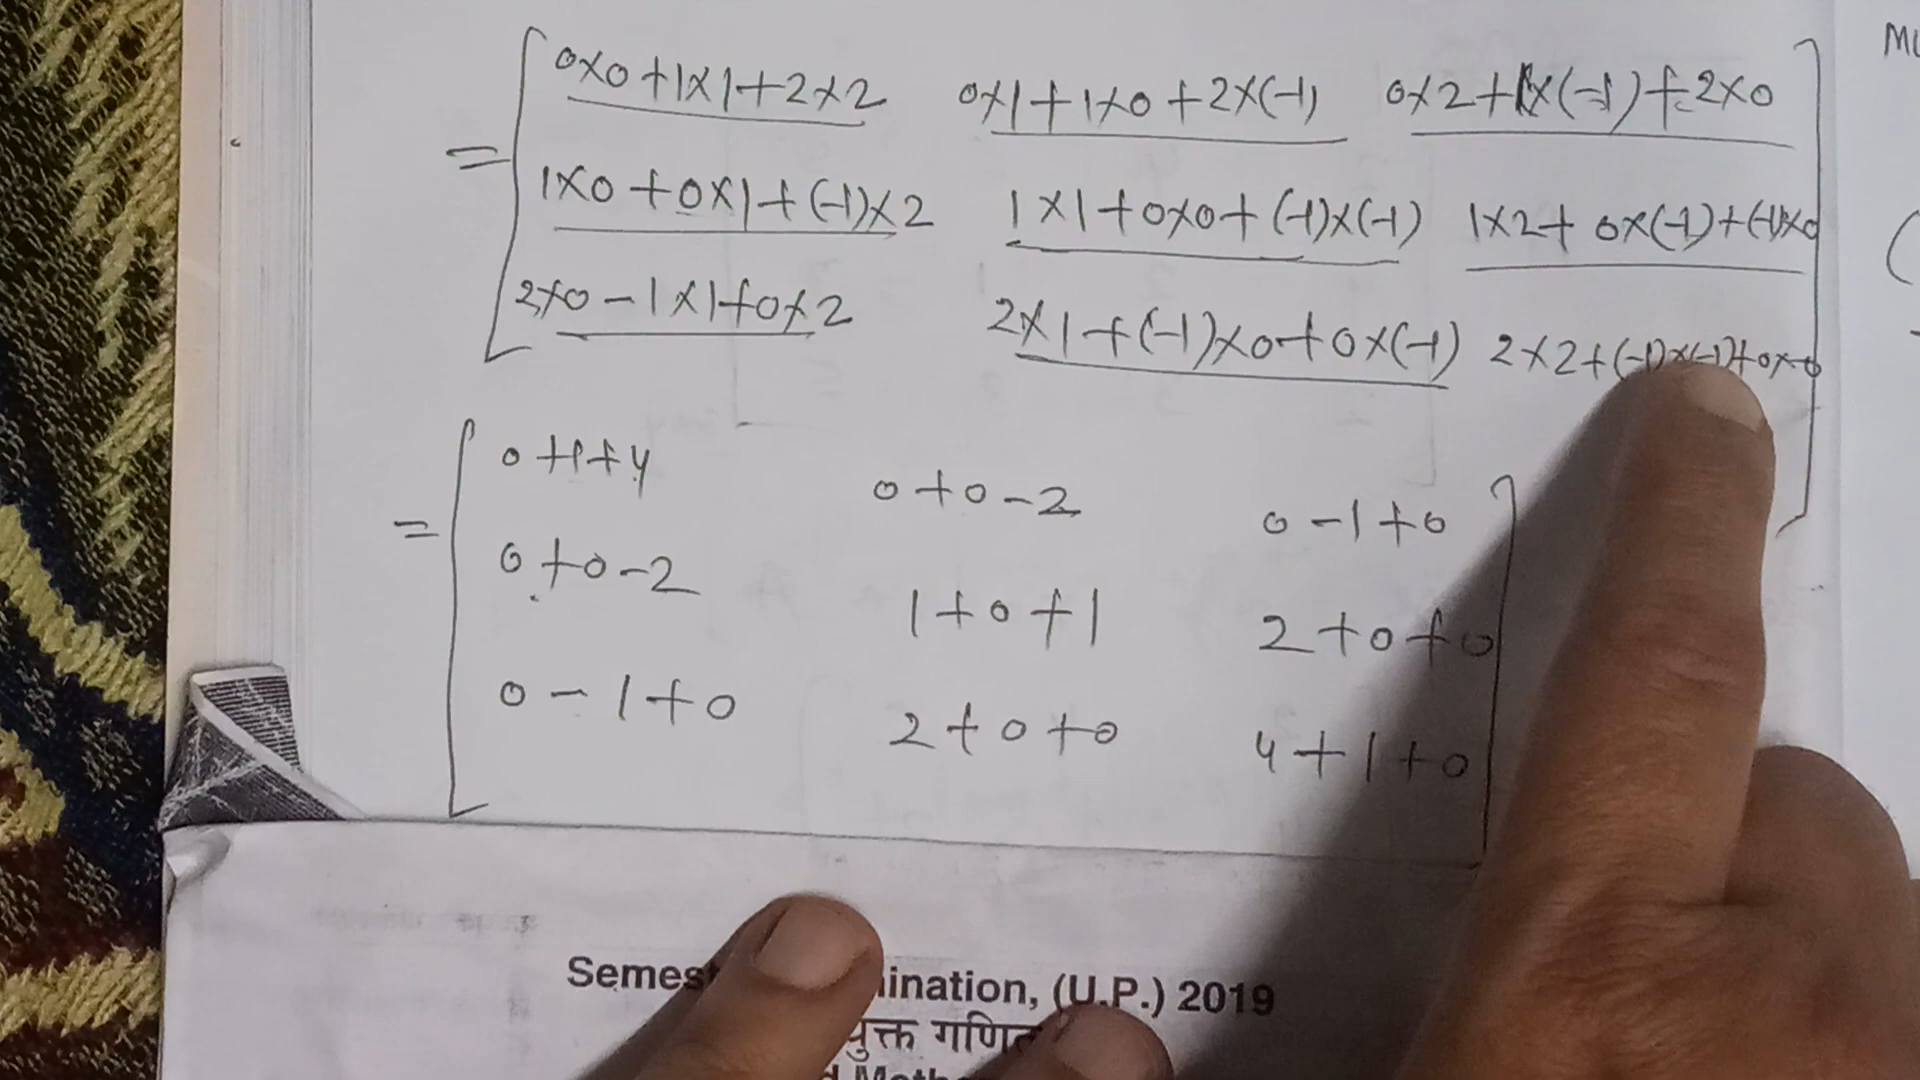 0×0+1×1+2×2 0×1+1×0+2×(-1) 0×2+1×(-1)+2×0
= 1×0+0×1+(-1)×2 1×1+0×0+(-1)×(-1) 1×2+0×(-1)+(-1)×0
2×0-1×1+0×2 2×1+(-1)×0+0×(-1) 2×2+(-1)×(-1)+0×0
0+1+4 0+0-2 0-1+0
= 0+0-2 1+0+1 2+0+0
0-1+0 2+0+0 4+1+0
(U.P.) 2019
गणित